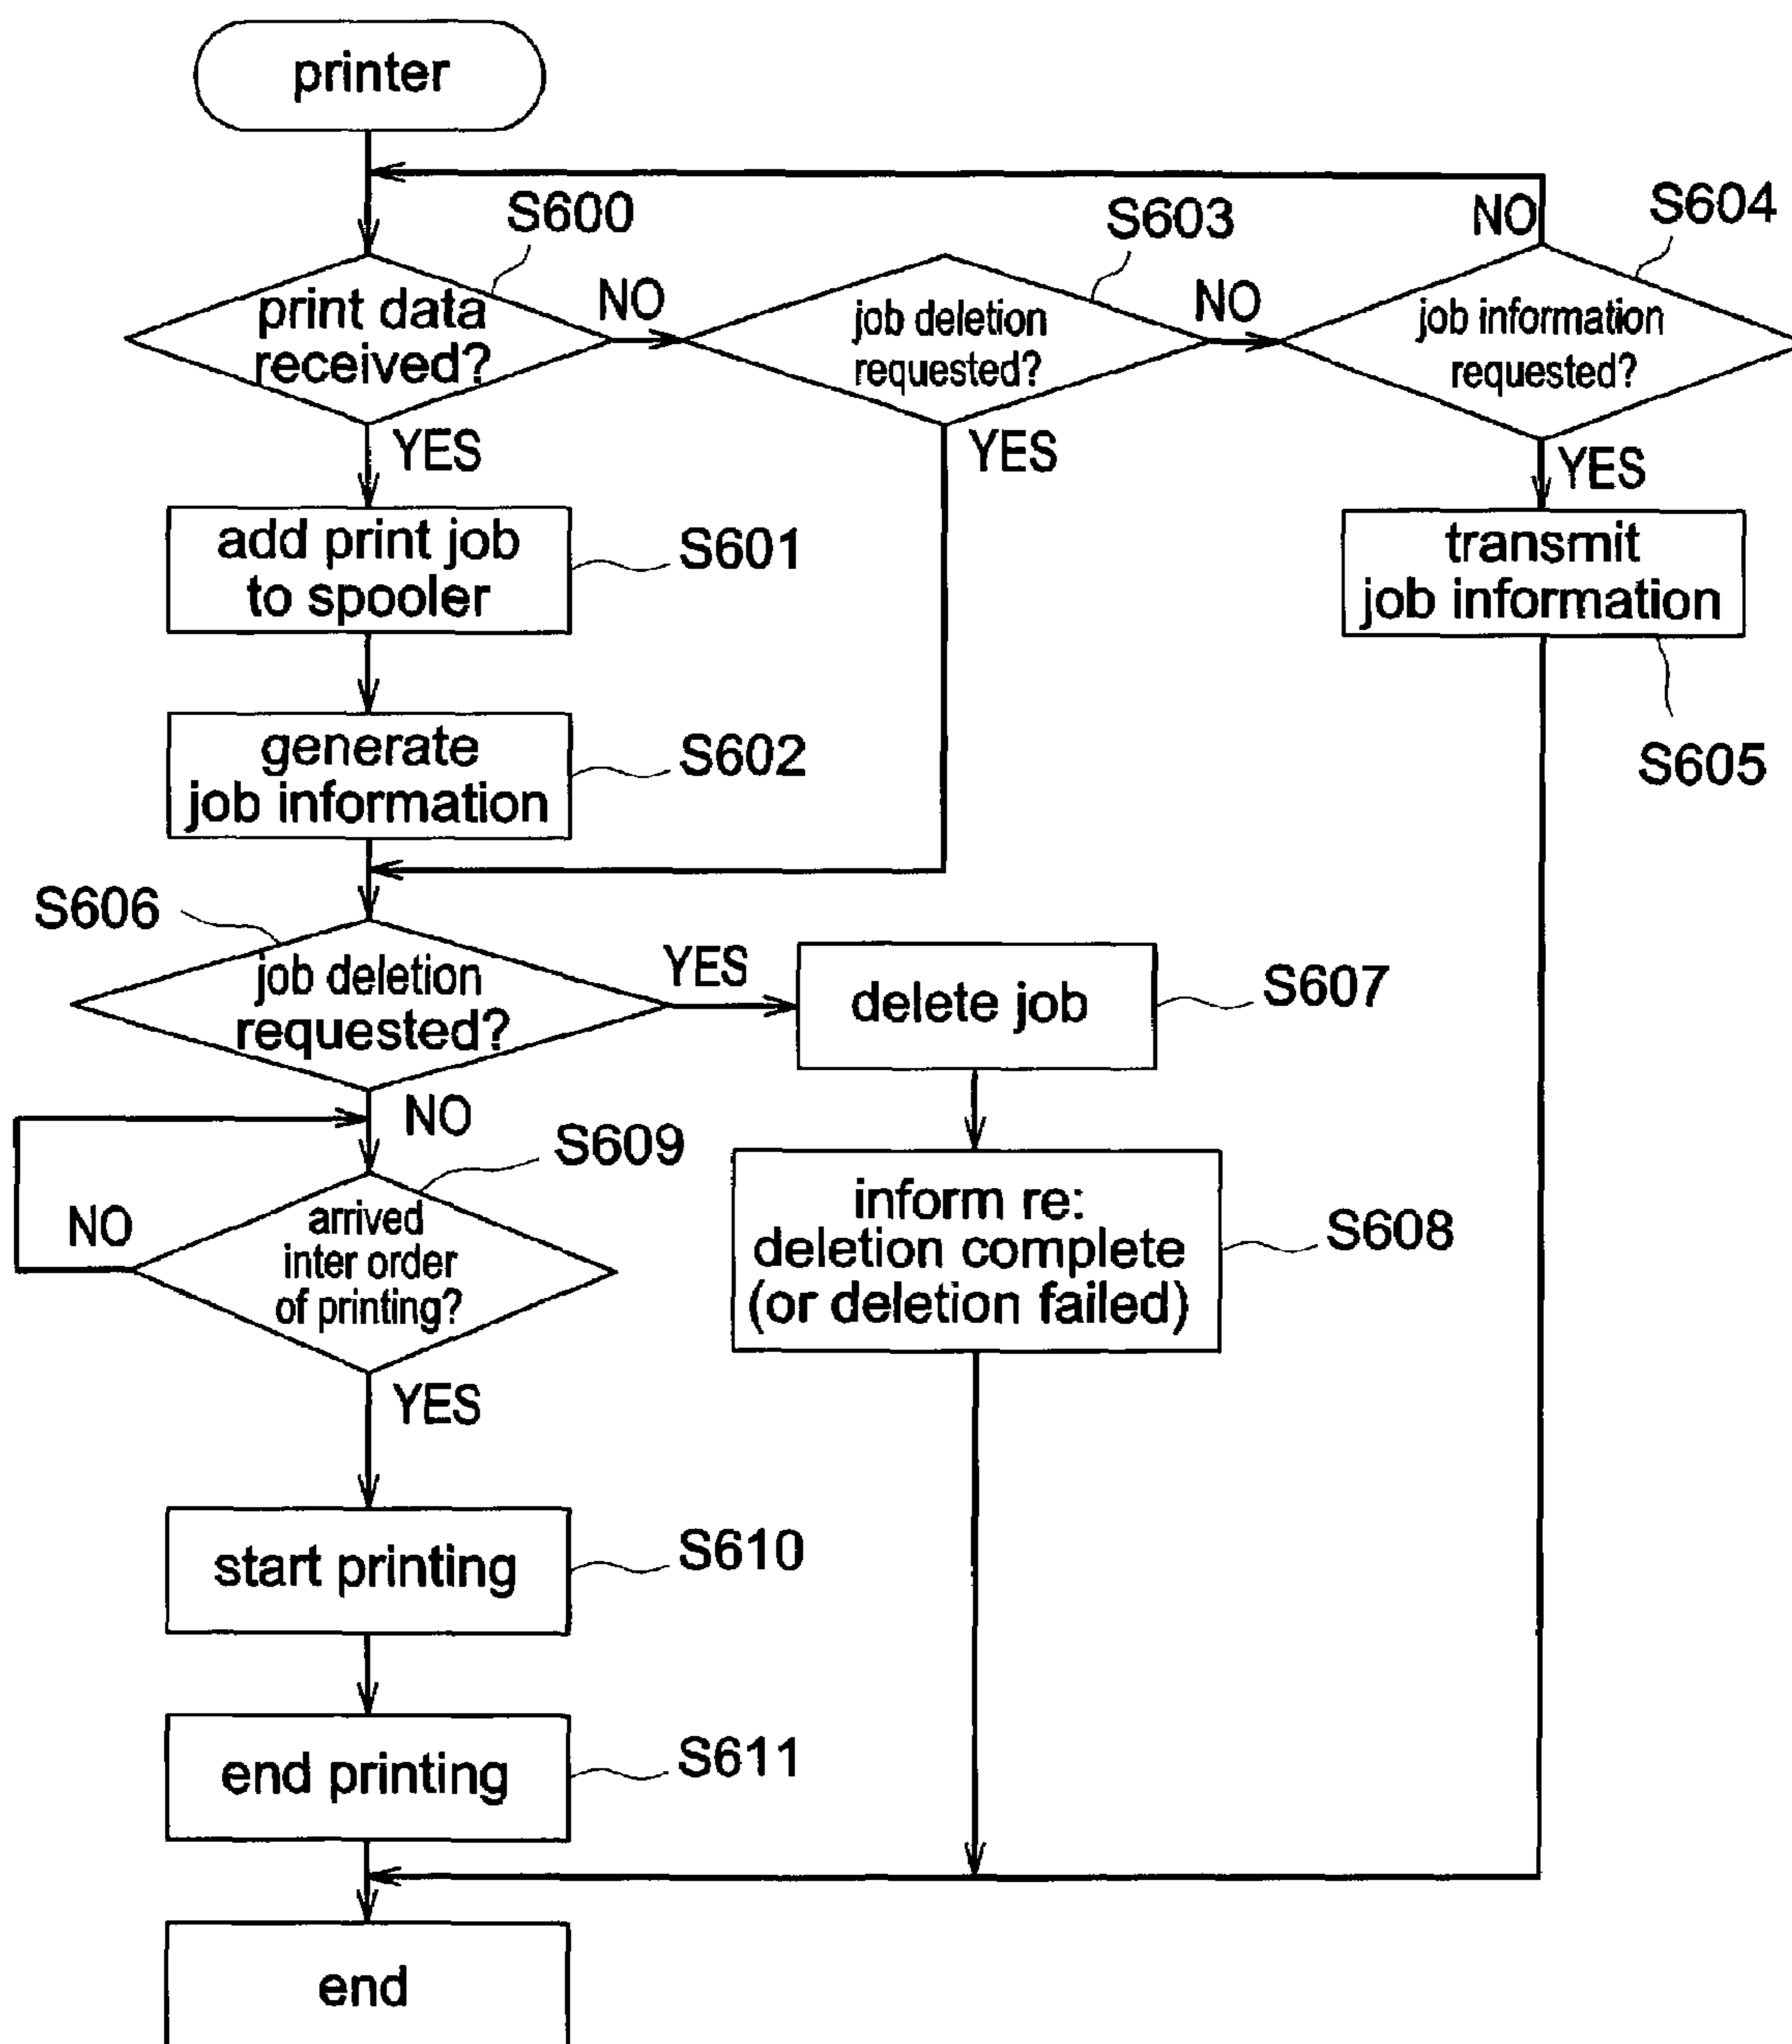 printer
S600
S603
S604
NO
print data
received?
NO
job deletion
requested?
NO
job information
requested?
YES
YES
YES
add print job
to spooler
S601
transmit
job information
S605
generate
job information
S602
S606
job deletion
requested?
YES
delete job
S607
NO
S609
NO
arrived
inter order
of printing?
inform re:
deletion complete
(or deletion failed)
S608
YES
start printing
S610
end printing
S611
end